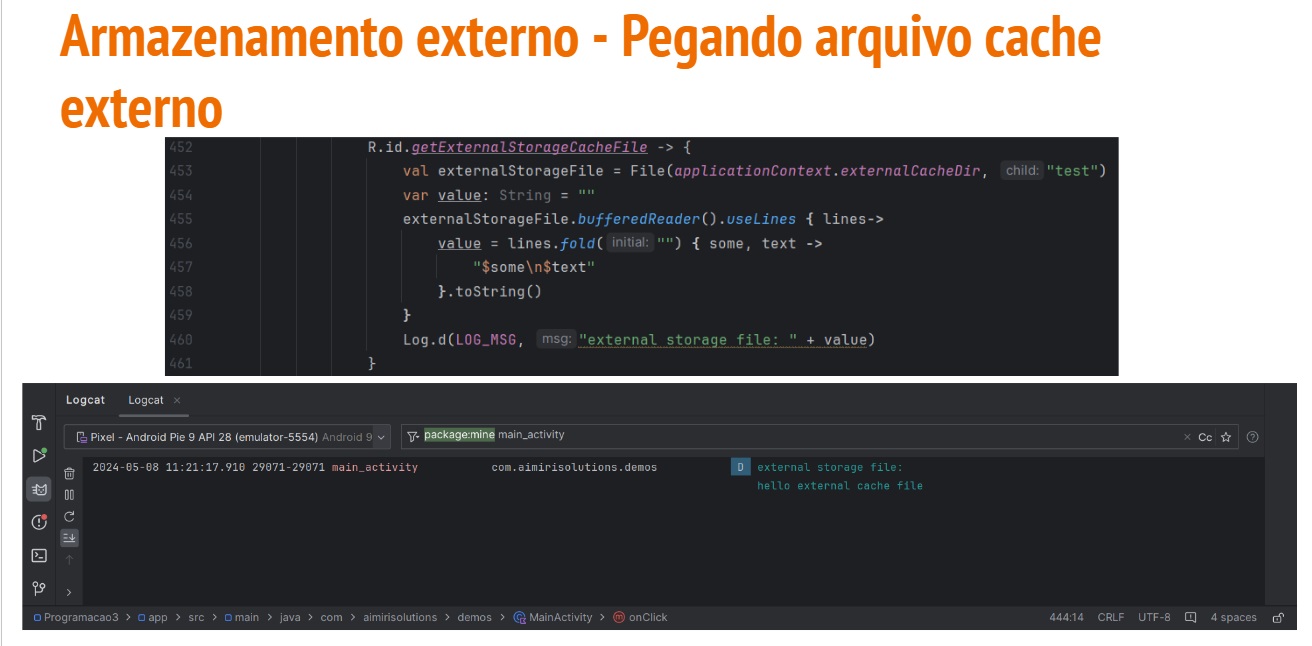 Armazenamento externo - Pegando arquivo cache
externo
452 R.id.getExternalStorageCacheFile -> {
453 val externalStorageFile = File(applicationContext.externalCacheDir, child: "test")
454 var value: String = ""
455 externalStorageFile.bufferedReader().useLines { lines->
456 value = lines.fold( initial: "") { some, text ->
457 "$some\n$text"
458 }.toString()
459 }
460 Log.d(LOG_MSG, msg: "external storage file: " + value)
461 }
Logcat Logcat ×
Pixel - Android Pie 9 API 28 (emulator-5554) Android 9 package:mine main_activity × Cc
2024-05-08 11:21:17.910 29071-29071 main_activity com.aimirisolutions.demos D external storage file:
hello external cache file
Programacao3 > app > src > main > java > com > aimirisolutions > demos > MainActivity > m onClick 444:14 CRLF UTF-8 4 spaces